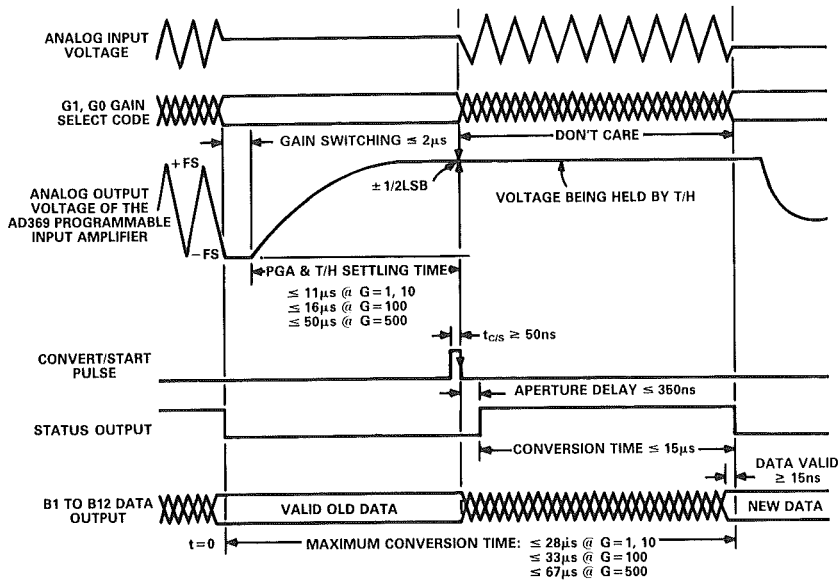 ANALOG INPUT
VOLTAGE
G1, G0 GAIN
SELECT CODE
GAIN SWITCHING ≤ 2µs
DON'T CARE
+FS
ANALOG OUTPUT
VOLTAGE OF THE
AD369 PROGRAMMABLE
INPUT AMPLIFIER
−FS
±1/2LSB
VOLTAGE BEING HELD BY T/H
PGA & T/H SETTLING TIME
≤ 11µs @ G=1, 10
≤ 16µs @ G=100
≤ 50µs @ G=500
tC/S ≥ 50ns
CONVERT/START
PULSE
APERTURE DELAY ≤ 350ns
STATUS OUTPUT
CONVERSION TIME ≤ 15µs
DATA VALID
≥ 15ns
B1 TO B12 DATA
OUTPUT
VALID OLD DATA
NEW DATA
t=0
MAXIMUM CONVERSION TIME: ≤ 28µs @ G=1, 10
≤ 33µs @ G=100
≤ 67µs @ G=500